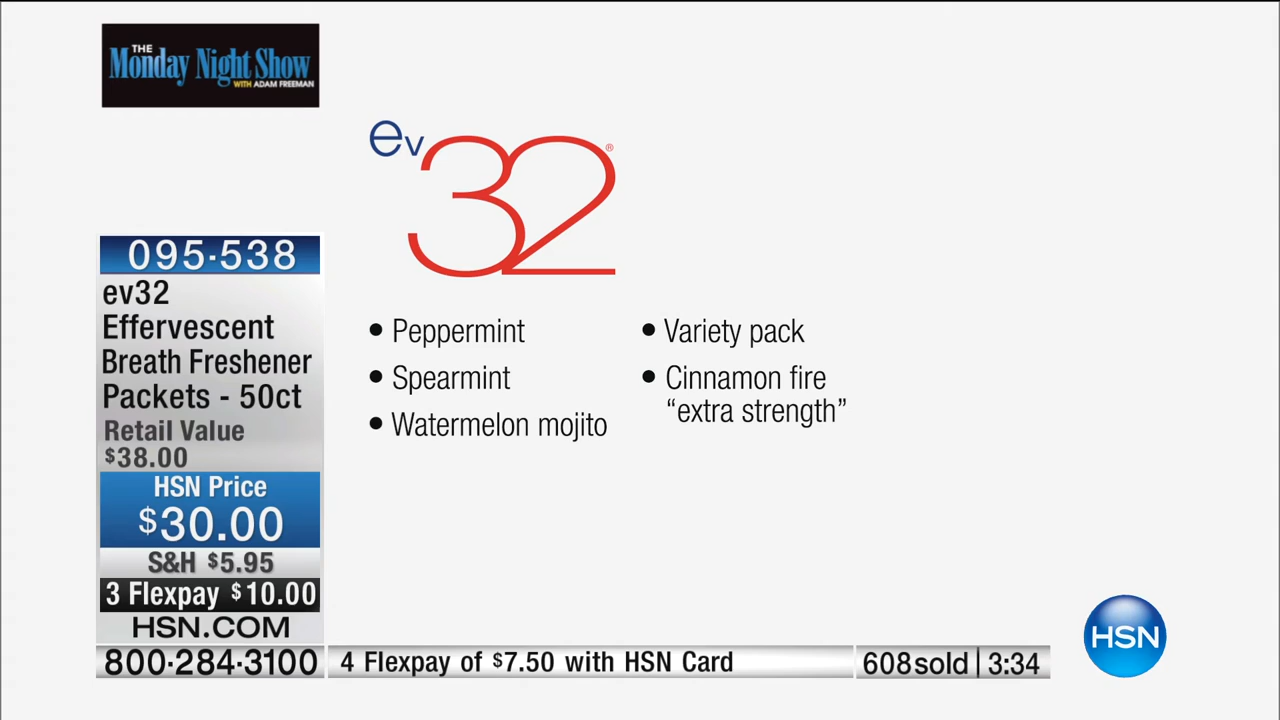 THE
Monday Night Show
WITH ADAM FREEMAN
ev32®
095·538
ev32
Effervescent
Breath Freshener
Packets - 50ct
Retail Value
$38.00
HSN Price
$30.00
S&H $5.95
3 Flexpay $10.00
HSN.COM
800·284·3100
• Peppermint
• Spearmint
• Watermelon mojito
• Variety pack
• Cinnamon fire
“extra strength”
4 Flexpay of $7.50 with HSN Card
608sold | 3:34
HSN